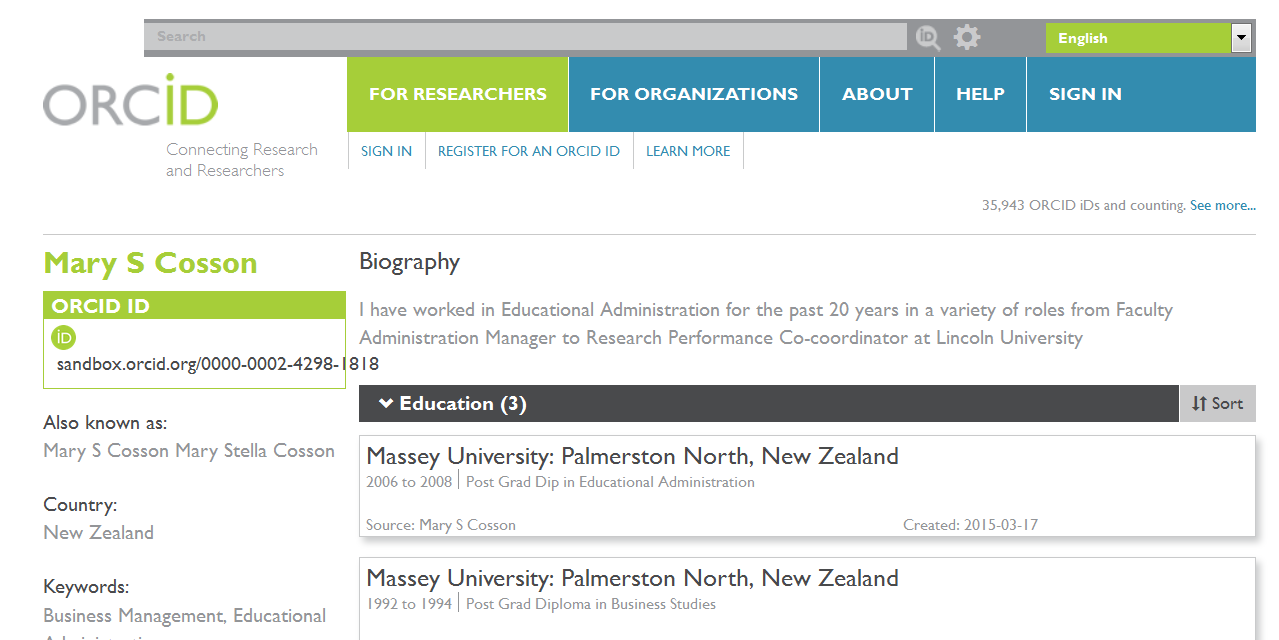 Search
English
ORCiD
Connecting Research
and Researchers
FOR RESEARCHERS
FOR ORGANIZATIONS
ABOUT
HELP
SIGN IN
SIGN IN
REGISTER FOR AN ORCID ID
LEARN MORE
35,943 ORCID iDs and counting. See more...
Mary S Cosson
ORCID ID
iD
sandbox.orcid.org/0000-0002-4298-1818
Also known as:
Mary S Cosson Mary Stella Cosson
Country:
New Zealand
Keywords:
Business Management, Educational
Biography
I have worked in Educational Administration for the past 20 years in a variety of roles from Faculty
Administration Manager to Research Performance Co-coordinator at Lincoln University
Education (3)
Sort
Massey University: Palmerston North, New Zealand
2006 to 2008 | Post Grad Dip in Educational Administration
Source: Mary S Cosson
Created: 2015-03-17
Massey University: Palmerston North, New Zealand
1992 to 1994 | Post Grad Diploma in Business Studies